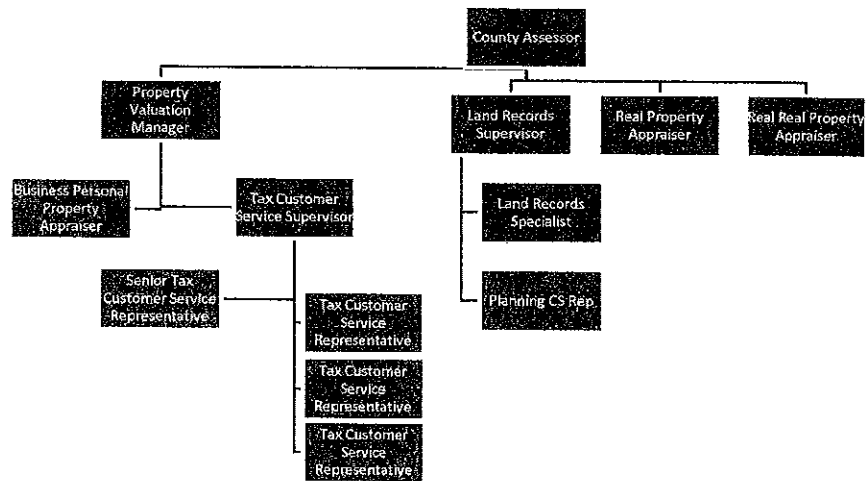 County Assessor
Property
Valuation
Manager
Land Records
Supervisor
Real Property
Appraiser
Real Real Property
Appraiser
Business Personal
Property
Appraiser
Tax Customer
Service Supervisor
Land Records
Specialist
Senior Tax
Customer Service
Representative
Planning CS Rep.
Tax Customer
Service
Representative
Tax Customer
Service
Representative
Tax Customer
Service
Representative